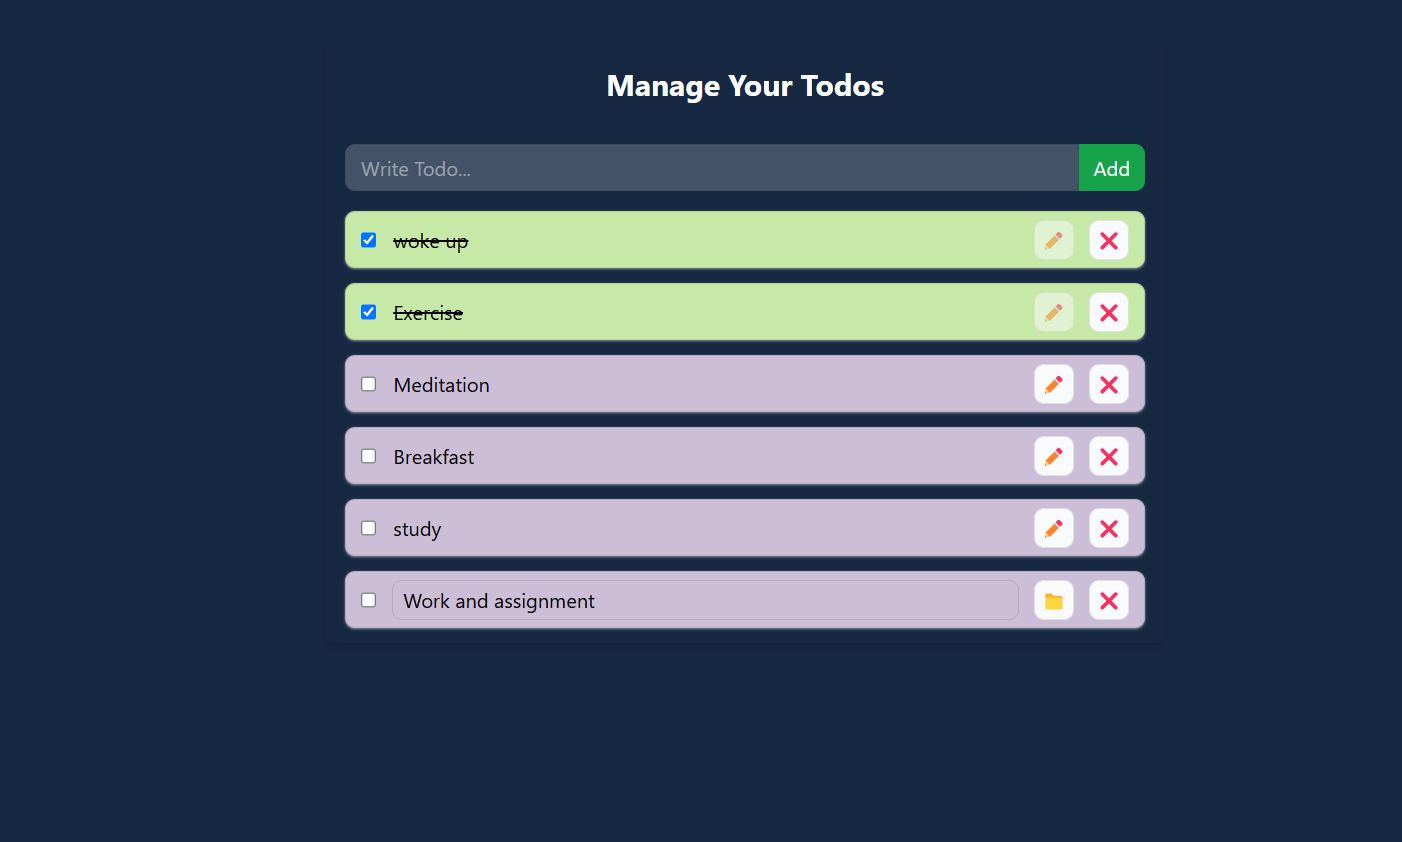 Manage Your Todos
Write Todo...
Add
woke up
Exercise
Meditation
Breakfast
study
Work and assignment